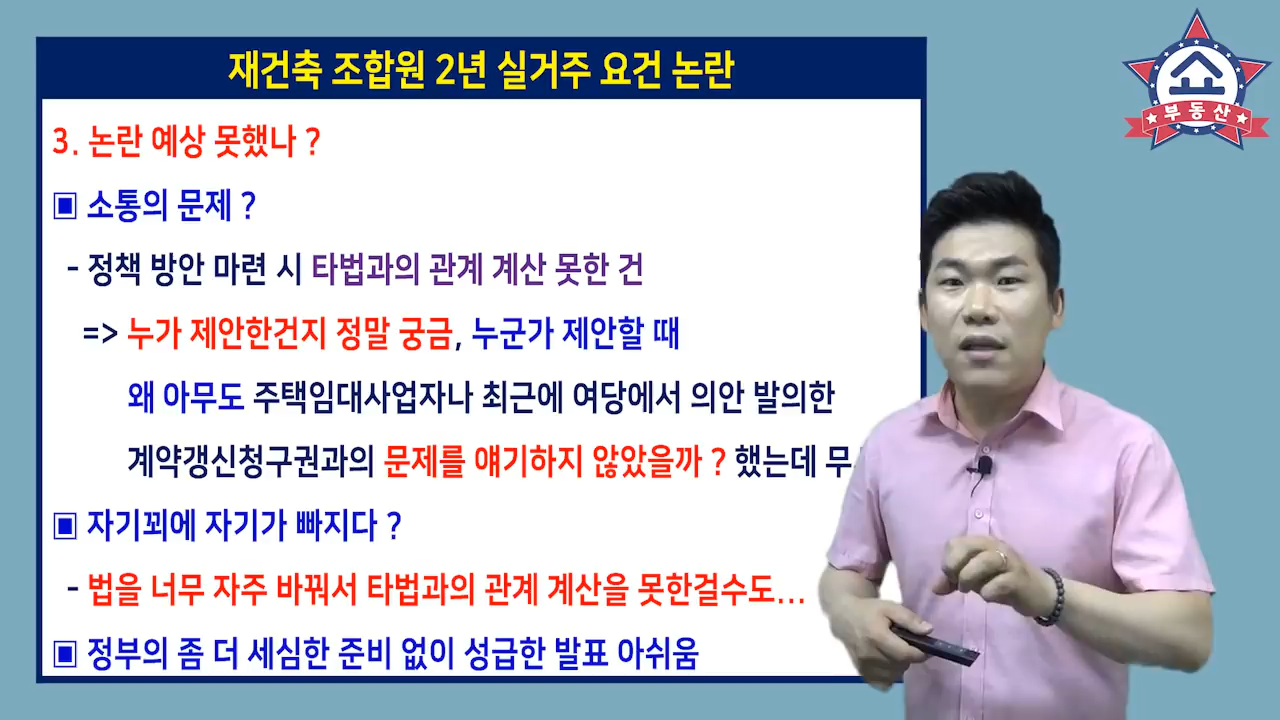 재건축 조합원 2년 실거주 요건 논란
3. 논란 예상 못했나 ?
▣ 소통의 문제 ?
- 정책 방안 마련 시 타법과의 관계 계산 못한 건
=> 누가 제안한건지 정말 궁금, 누군가 제안할 때
왜 아무도 주택임대사업자나 최근에 여당에서 의안 발의한
계약갱신청구권과의 문제를 얘기하지 않았을까 ? 했는데 무
▣ 자기꾀에 자기가 빠지다 ?
- 법을 너무 자주 바꿔서 타법과의 관계 계산을 못한걸수도...
▣ 정부의 좀 더 세심한 준비 없이 성급한 발표 아쉬움
쇼
부동산